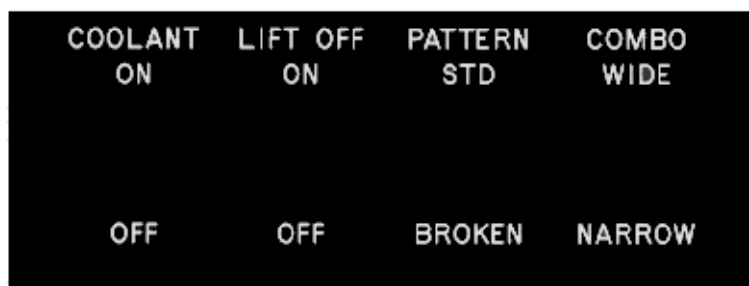 COOLANT LIFT OFF PATTERN COMBO
ON ON STD WIDE
OFF OFF BROKEN NARROW